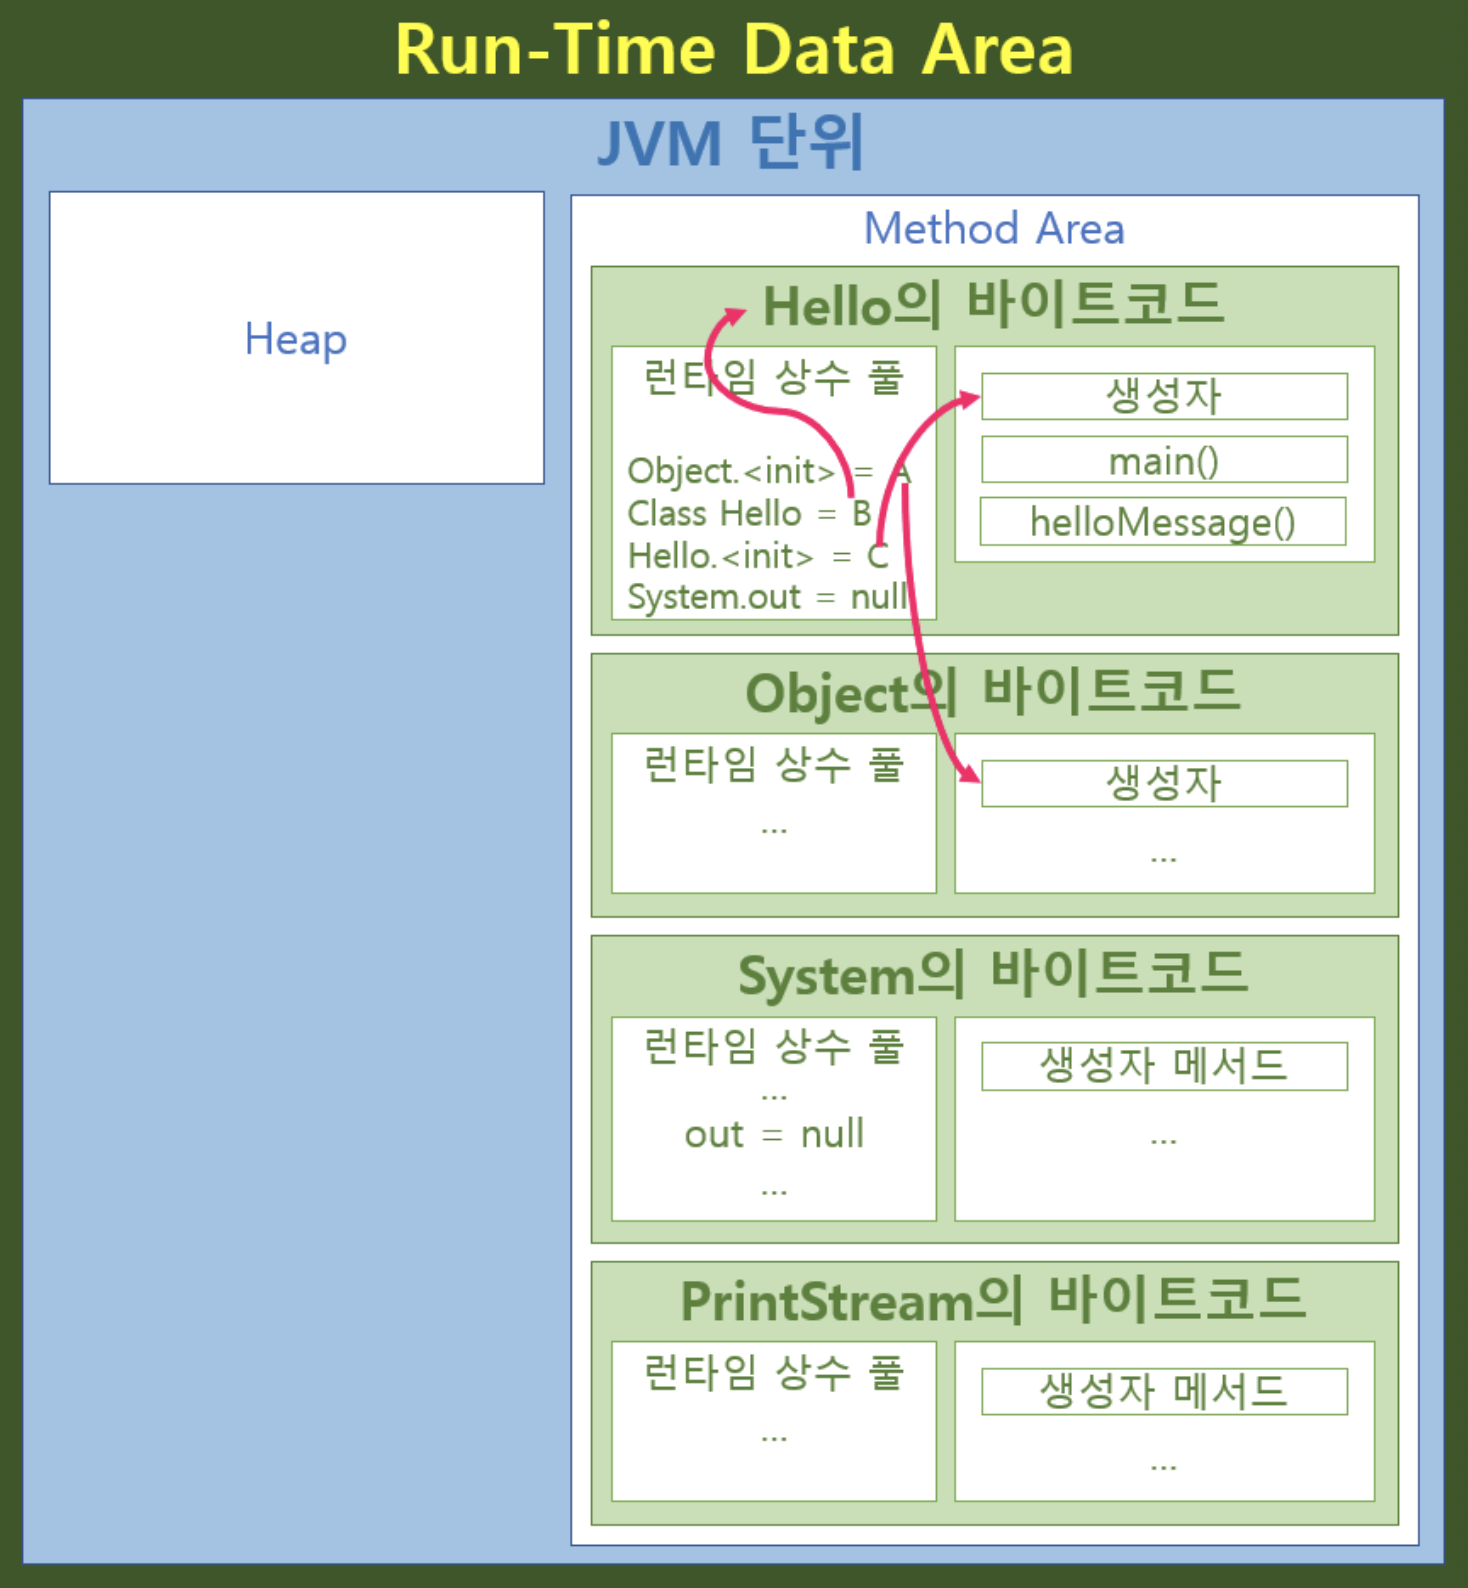 Run-Time Data Area
JVM 단위
Heap
Method Area
Hello의 바이트코드
런타임 상수 풀
Object.<init> = A
Class Hello = B
Hello.<init> = C
System.out = null
생성자
main()
helloMessage()
Object의 바이트코드
런타임 상수 풀
...
생성자
...
System의 바이트코드
런타임 상수 풀
...
out = null
...
생성자 메서드
...
PrintStream의 바이트코드
런타임 상수 풀
...
생성자 메서드
...